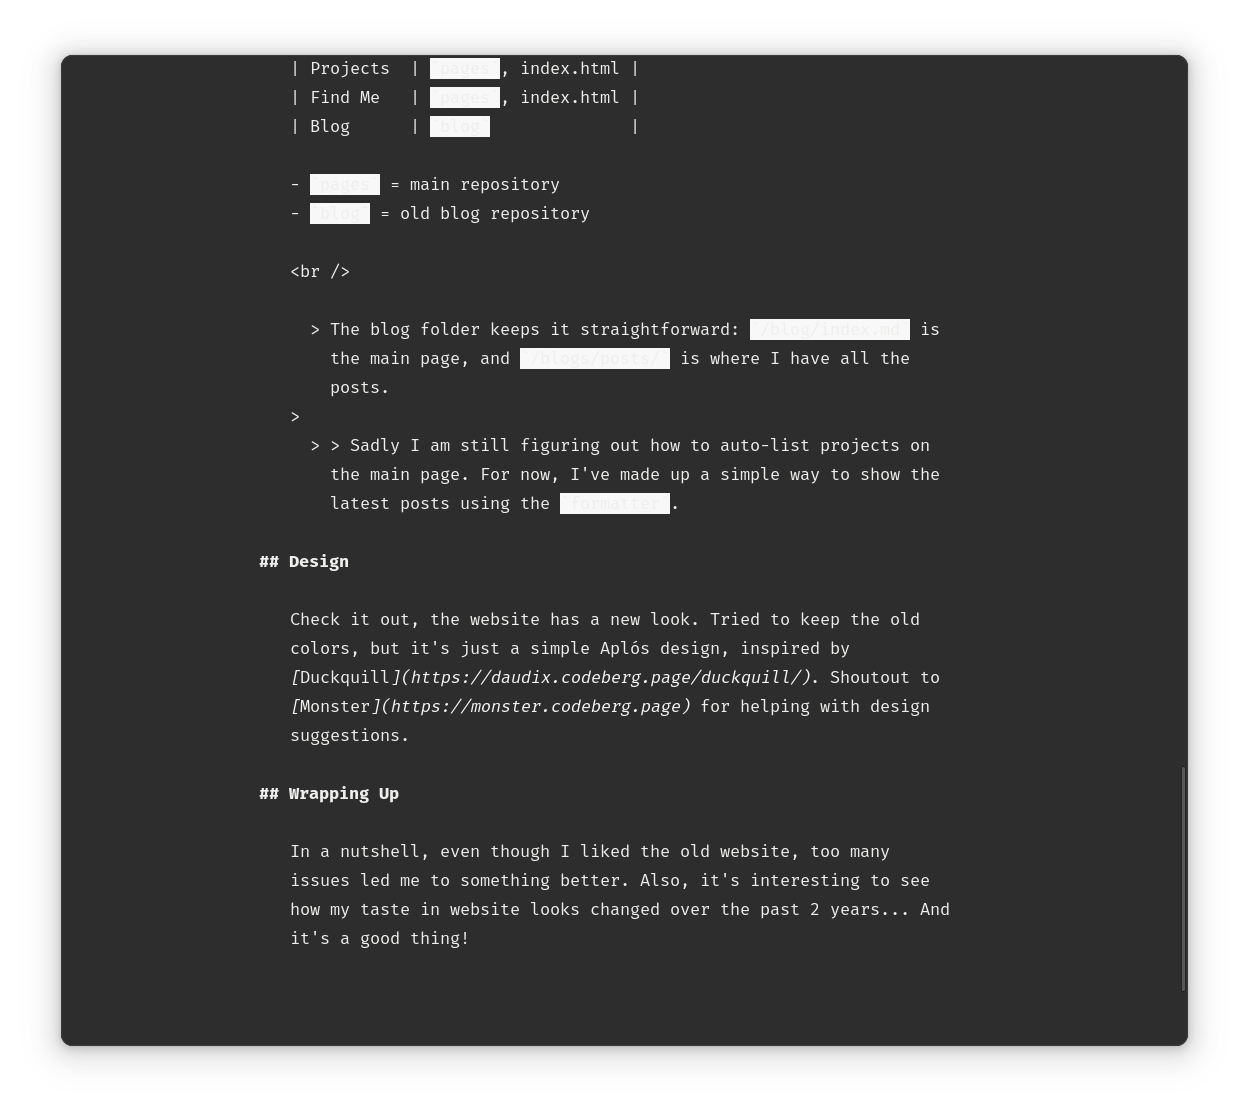 | Projects  | `pages`, index.html |
| Find Me   | `pages`, index.html |
| Blog      | `blog`              |
- `pages` = main repository
- `blog` = old blog repository
<br />
> The blog folder keeps it straightforward: `/blog/index.md` is
the main page, and `/blogs/posts/` is where I have all the
posts.
>
> > Sadly I am still figuring out how to auto-list projects on
the main page. For now, I've made up a simple way to show the
latest posts using the `formatter`.
## Design
Check it out, the website has a new look. Tried to keep the old
colors, but it's just a simple Aplós design, inspired by
[Duckquill](https://daudix.codeberg.page/duckquill/). Shoutout to
[Monster](https://monster.codeberg.page) for helping with design
suggestions.
## Wrapping Up
In a nutshell, even though I liked the old website, too many
issues led me to something better. Also, it's interesting to see
how my taste in website looks changed over the past 2 years... And
it's a good thing!